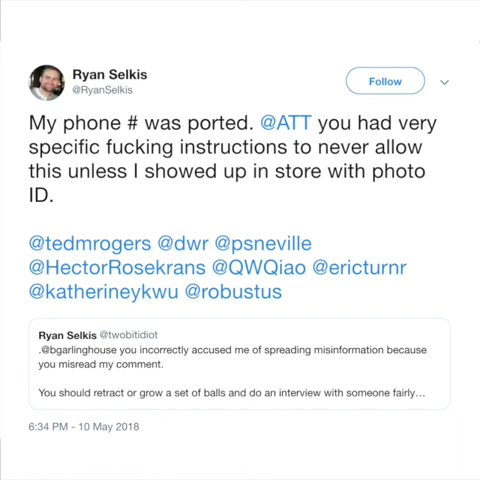 Ryan Selkis
@RyanSelkis
Follow
My phone # was ported. @ATT you had very
specific fucking instructions to never allow
this unless I showed up in store with photo
ID.
@tedmrogers @dwr @psneville
@HectorRosekrans @QWQiao @ericturnr
@katherineykwu @robustus
Ryan Selkis @twobitidiot
.@bgarlinghouse you incorrectly accused me of spreading misinformation because
you misread my comment.
You should retract or grow a set of balls and do an interview with someone fairly…
6:34 PM - 10 May 2018